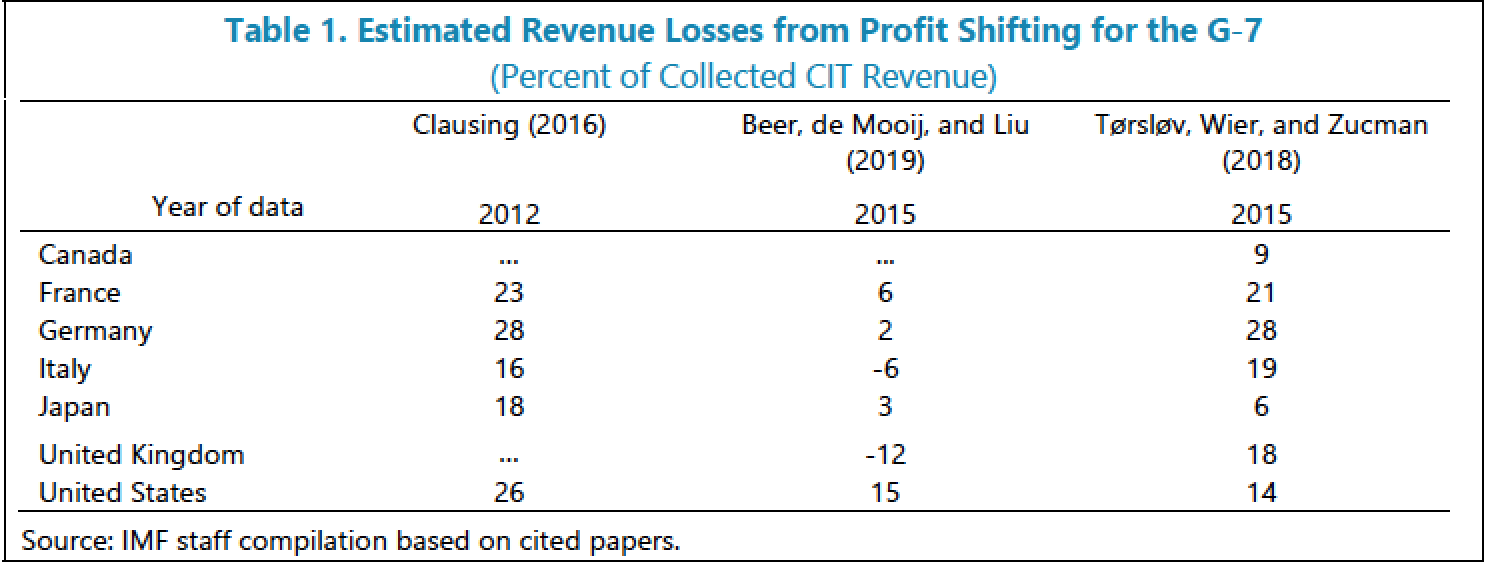 Table 1. Estimated Revenue Losses from Profit Shifting for the G-7
(Percent of Collected CIT Revenue)
Clausing (2016) Beer, de Mooij, and Liu (2019) Tørsløv, Wier, and Zucman (2018)
Year of data 2012 2015 2015
Canada ... ... 9
France 23 6 21
Germany 28 2 28
Italy 16 -6 19
Japan 18 3 6
United Kingdom ... -12 18
United States 26 15 14
Source: IMF staff compilation based on cited papers.